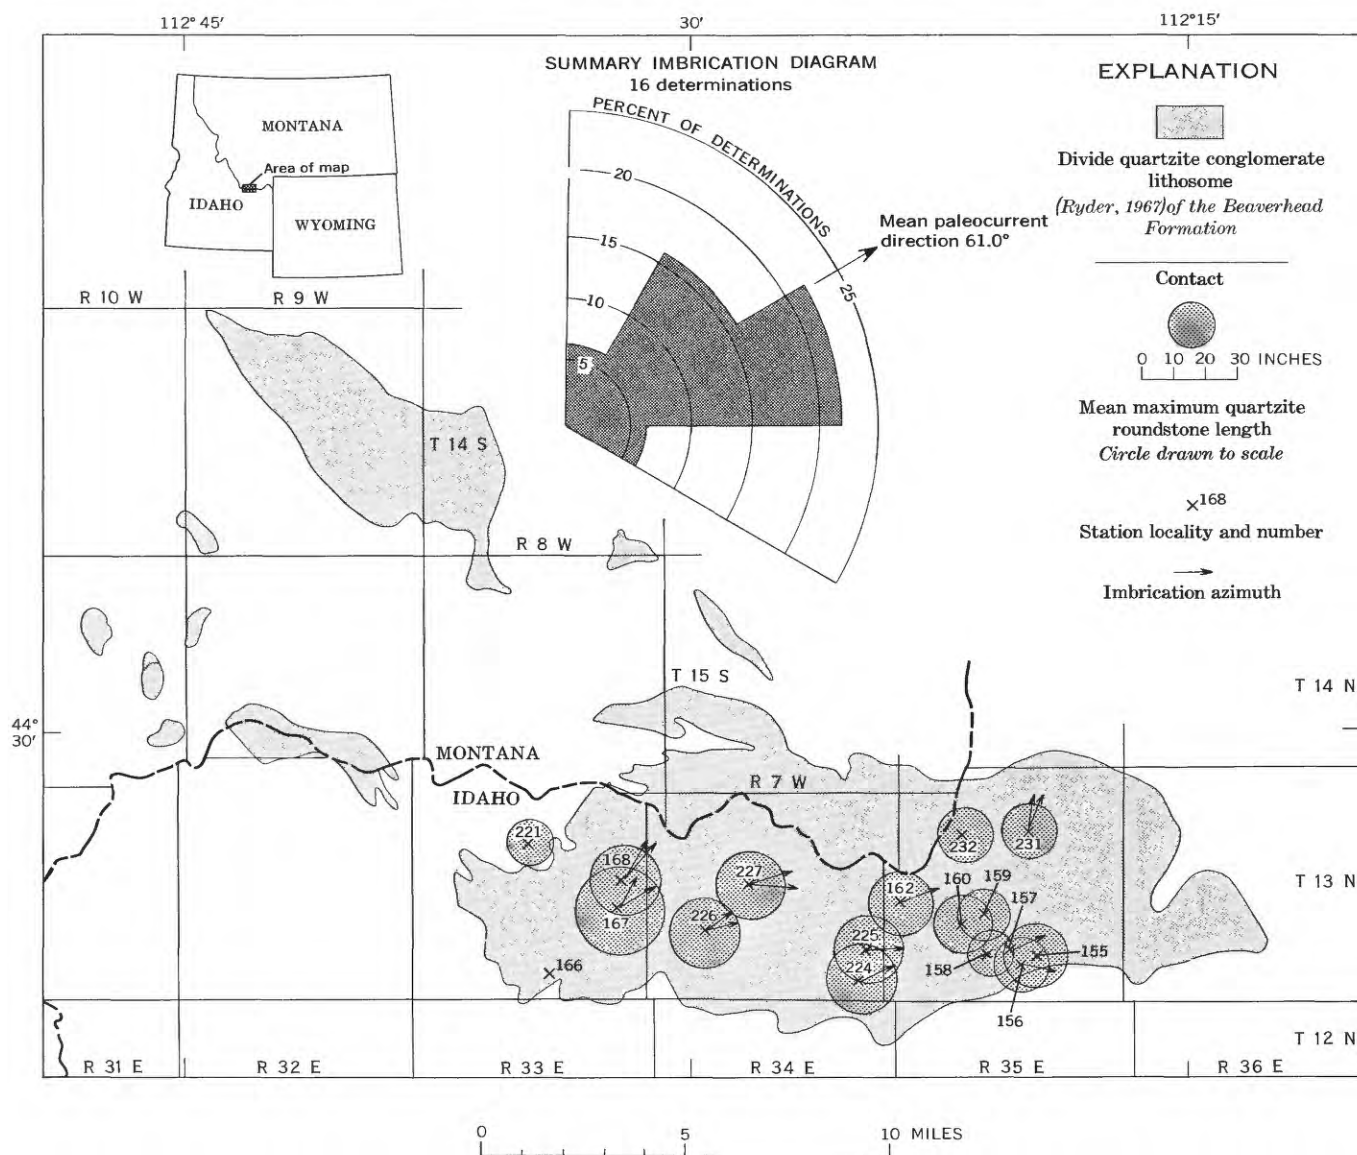 112° 45′
30′
112° 15′
SUMMARY IMBRICATION DIAGRAM
16 determinations
PERCENT OF DETERMINATIONS
20
15
10
5
25
Mean paleocurrent
direction 61.0°
MONTANA
Area of map
IDAHO
WYOMING
EXPLANATION
Divide quartzite conglomerate
lithosome
(Ryder, 1967) of the Beaverhead
Formation
Contact
0 10 20 30 INCHES
Mean maximum quartzite
roundstone length
Circle drawn to scale
×168
Station locality and number
Imbrication azimuth
R 10 W
R 9 W
T 14 S
R 8 W
T 15 S
T 14 N
44°
30′
MONTANA
IDAHO
R 7 W
221
168
167
166
227
226
162
225
224
232
231
160
159
157
158
155
156
T 13 N
T 12 N
R 31 E
R 32 E
R 33 E
R 34 E
R 35 E
R 36 E
0 5 10 MILES